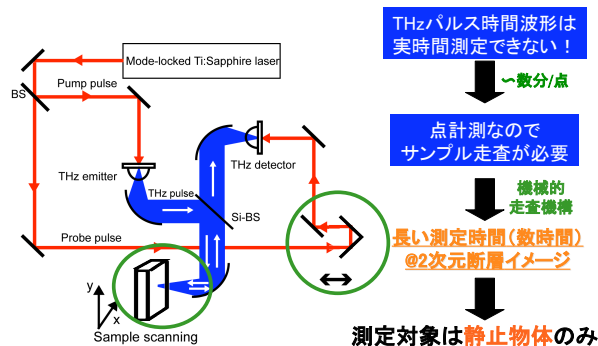 Mode-locked Ti:Sapphire laser
Pump pulse
BS
THz emitter
THz pulse
THz detector
Si-BS
Probe pulse
y
x
Sample scanning
THzパルス時間波形は
実時間測定できない！
〜数分/点
点計測なので
サンプル走査が必要
機械的
走査機構
長い測定時間(数時間)
@2次元断層イメージ
測定対象は静止物体のみ